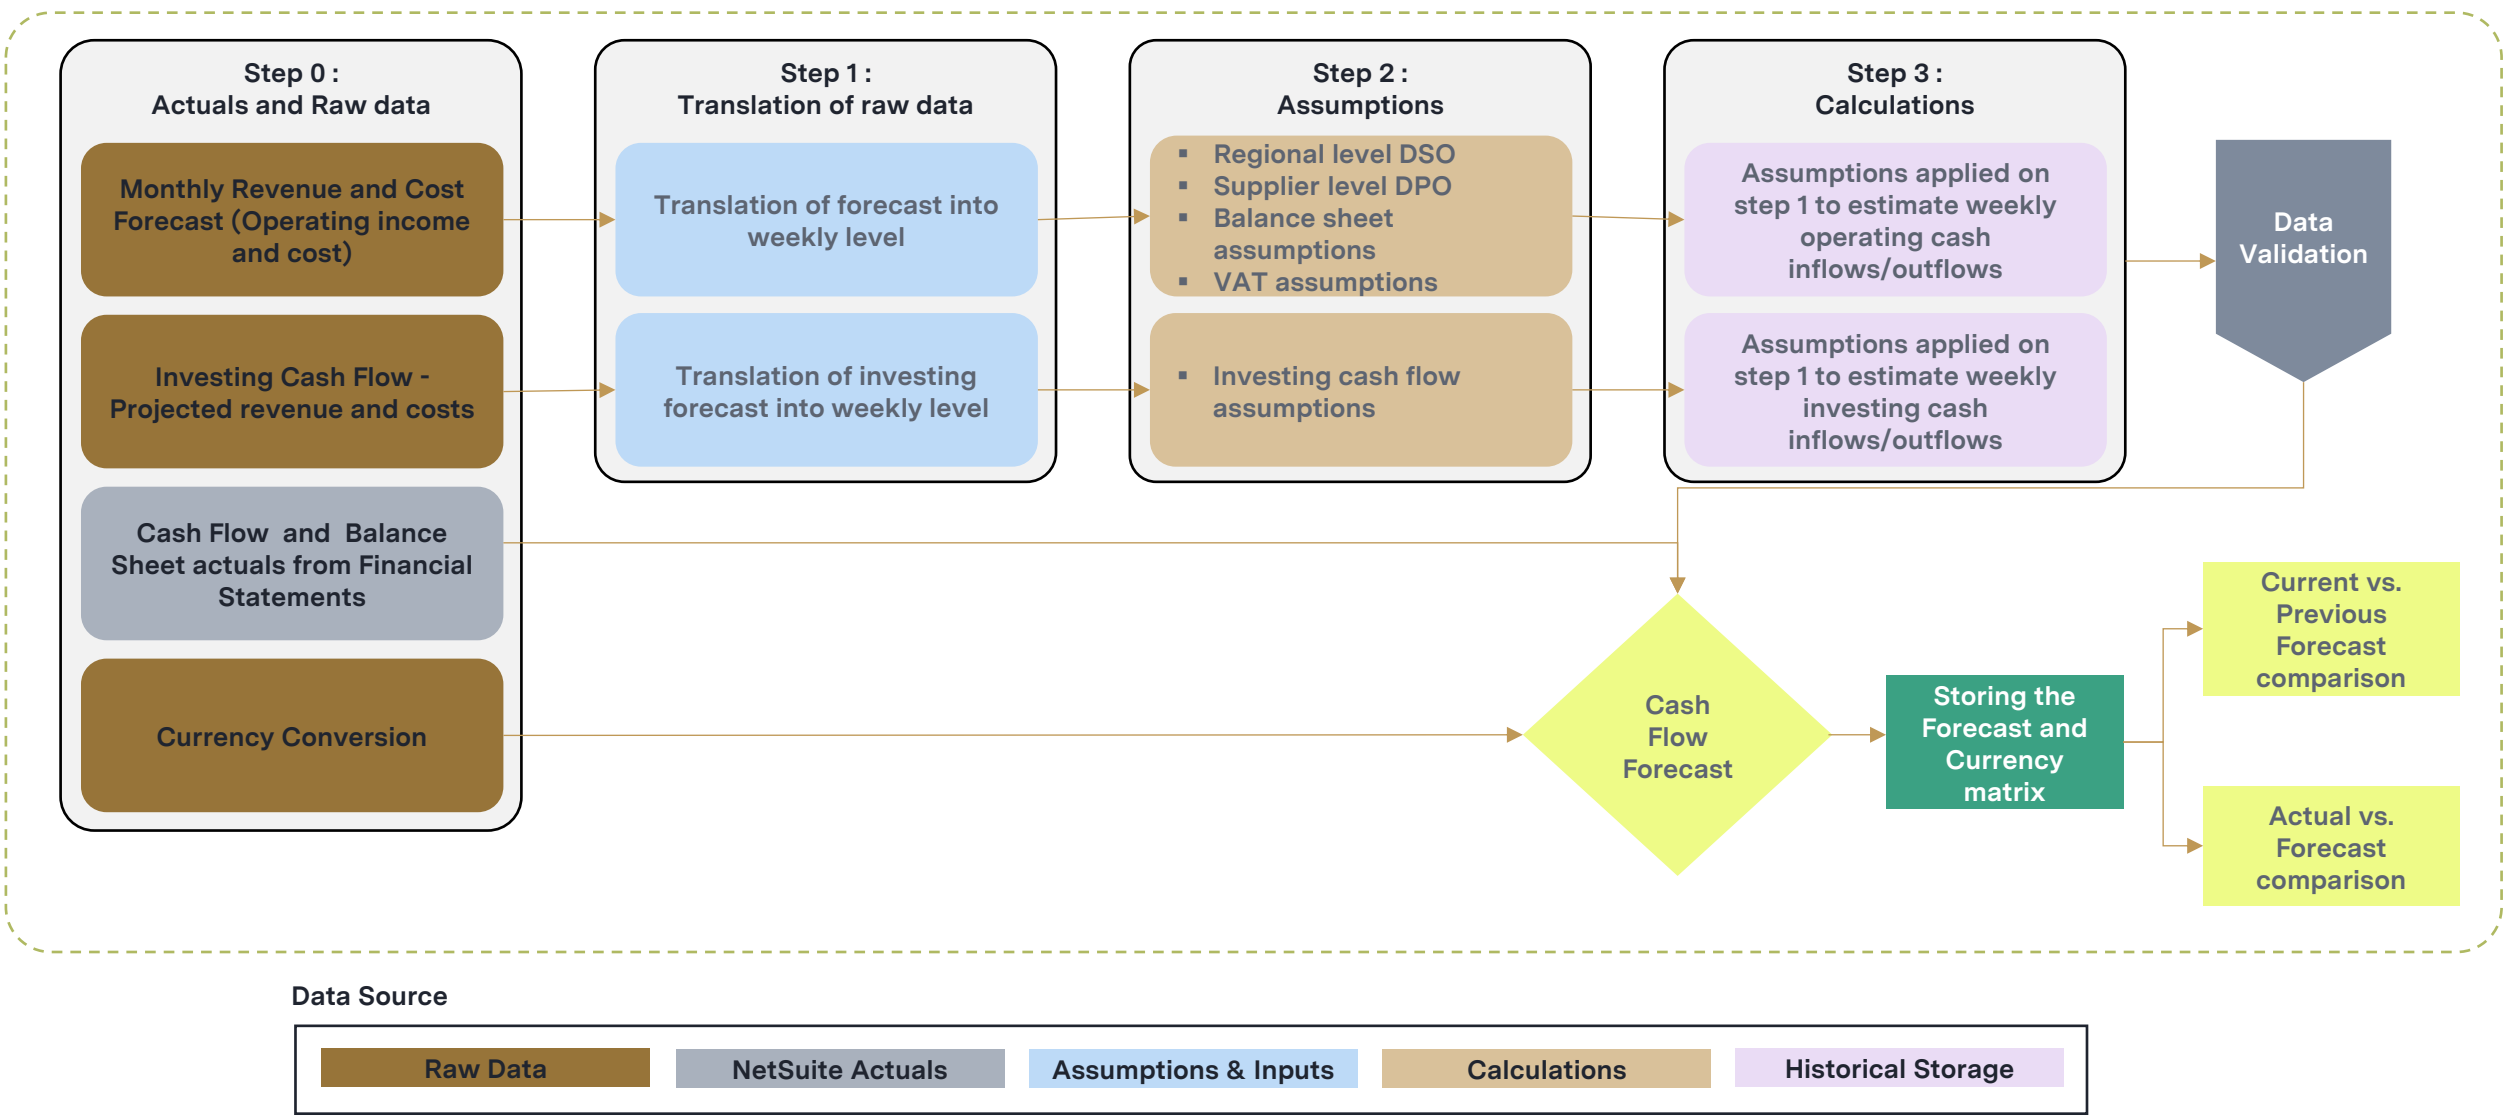 Step 0 :
Actuals and Raw data
Monthly Revenue and Cost
Forecast (Operating income
and cost)
Investing Cash Flow -
Projected revenue and costs
Cash Flow  and  Balance
Sheet actuals from Financial
Statements
Currency Conversion
Step 1 :
Translation of raw data
Translation of forecast into
weekly level
Translation of investing
forecast into weekly level
Step 2 :
Assumptions
▪ Regional level DSO
▪ Supplier level DPO
▪ Balance sheet
assumptions
▪ VAT assumptions
▪ Investing cash flow
assumptions
Step 3 :
Calculations
Assumptions applied on
step 1 to estimate weekly
operating cash
inflows/outflows
Assumptions applied on
step 1 to estimate weekly
investing cash
inflows/outflows
Data
Validation
Cash
Flow
Forecast
Storing the
Forecast and
Currency
matrix
Current vs.
Previous
Forecast
comparison
Actual vs.
Forecast
comparison
Data Source
Raw Data
NetSuite Actuals
Assumptions & Inputs
Calculations
Historical Storage